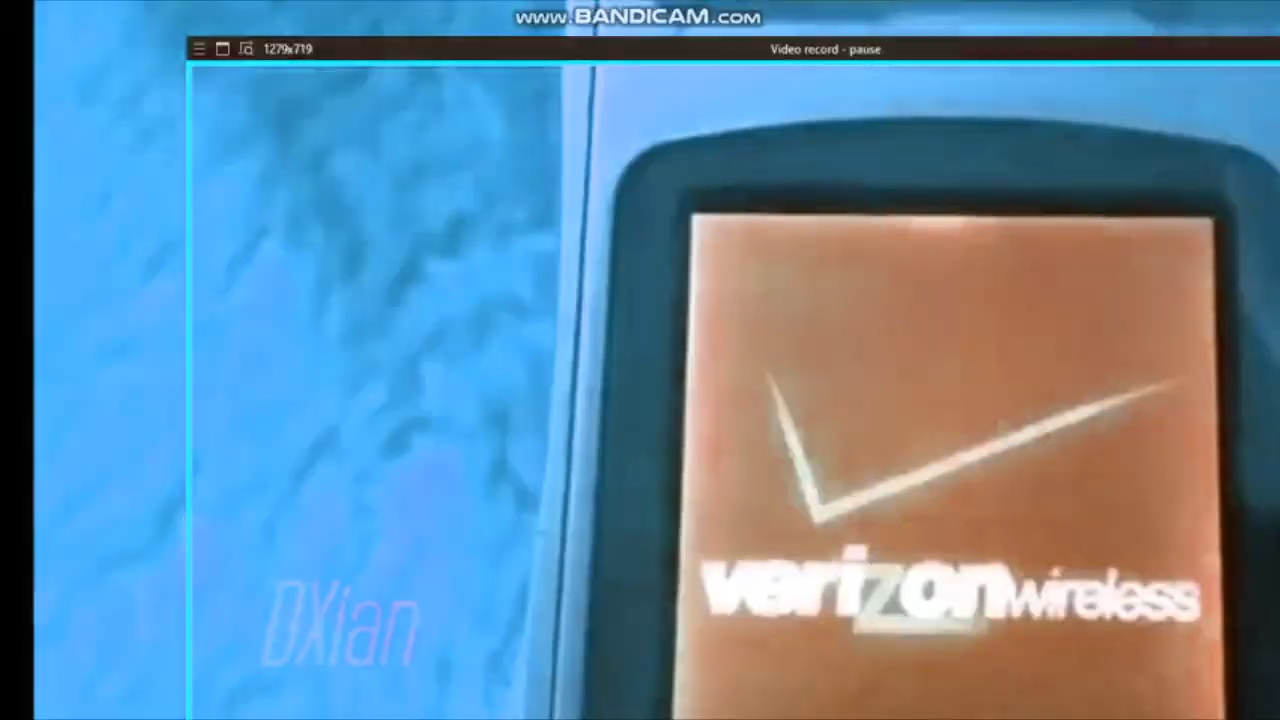 www.BANDICAM.com
1279x719
Video record - pause
verizonwireless
DXian